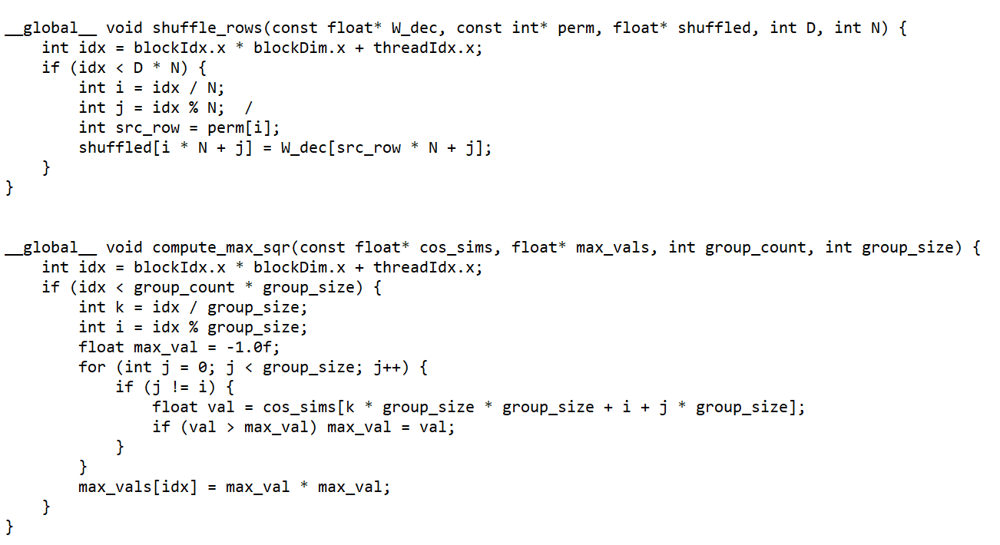 __global__ void shuffle_rows(const float* W_dec, const int* perm, float* shuffled, int D, int N) {
    int idx = blockIdx.x * blockDim.x + threadIdx.x;
    if (idx < D * N) {
        int i = idx / N;
        int j = idx % N;  /
        int src_row = perm[i];
        shuffled[i * N + j] = W_dec[src_row * N + j];
    }
}

__global__ void compute_max_sqr(const float* cos_sims, float* max_vals, int group_count, int group_size) {
    int idx = blockIdx.x * blockDim.x + threadIdx.x;
    if (idx < group_count * group_size) {
        int k = idx / group_size;
        int i = idx % group_size;
        float max_val = -1.0f;
        for (int j = 0; j < group_size; j++) {
            if (j != i) {
                float val = cos_sims[k * group_size * group_size + i + j * group_size];
                if (val > max_val) max_val = val;
            }
        }
        max_vals[idx] = max_val * max_val;
    }
}